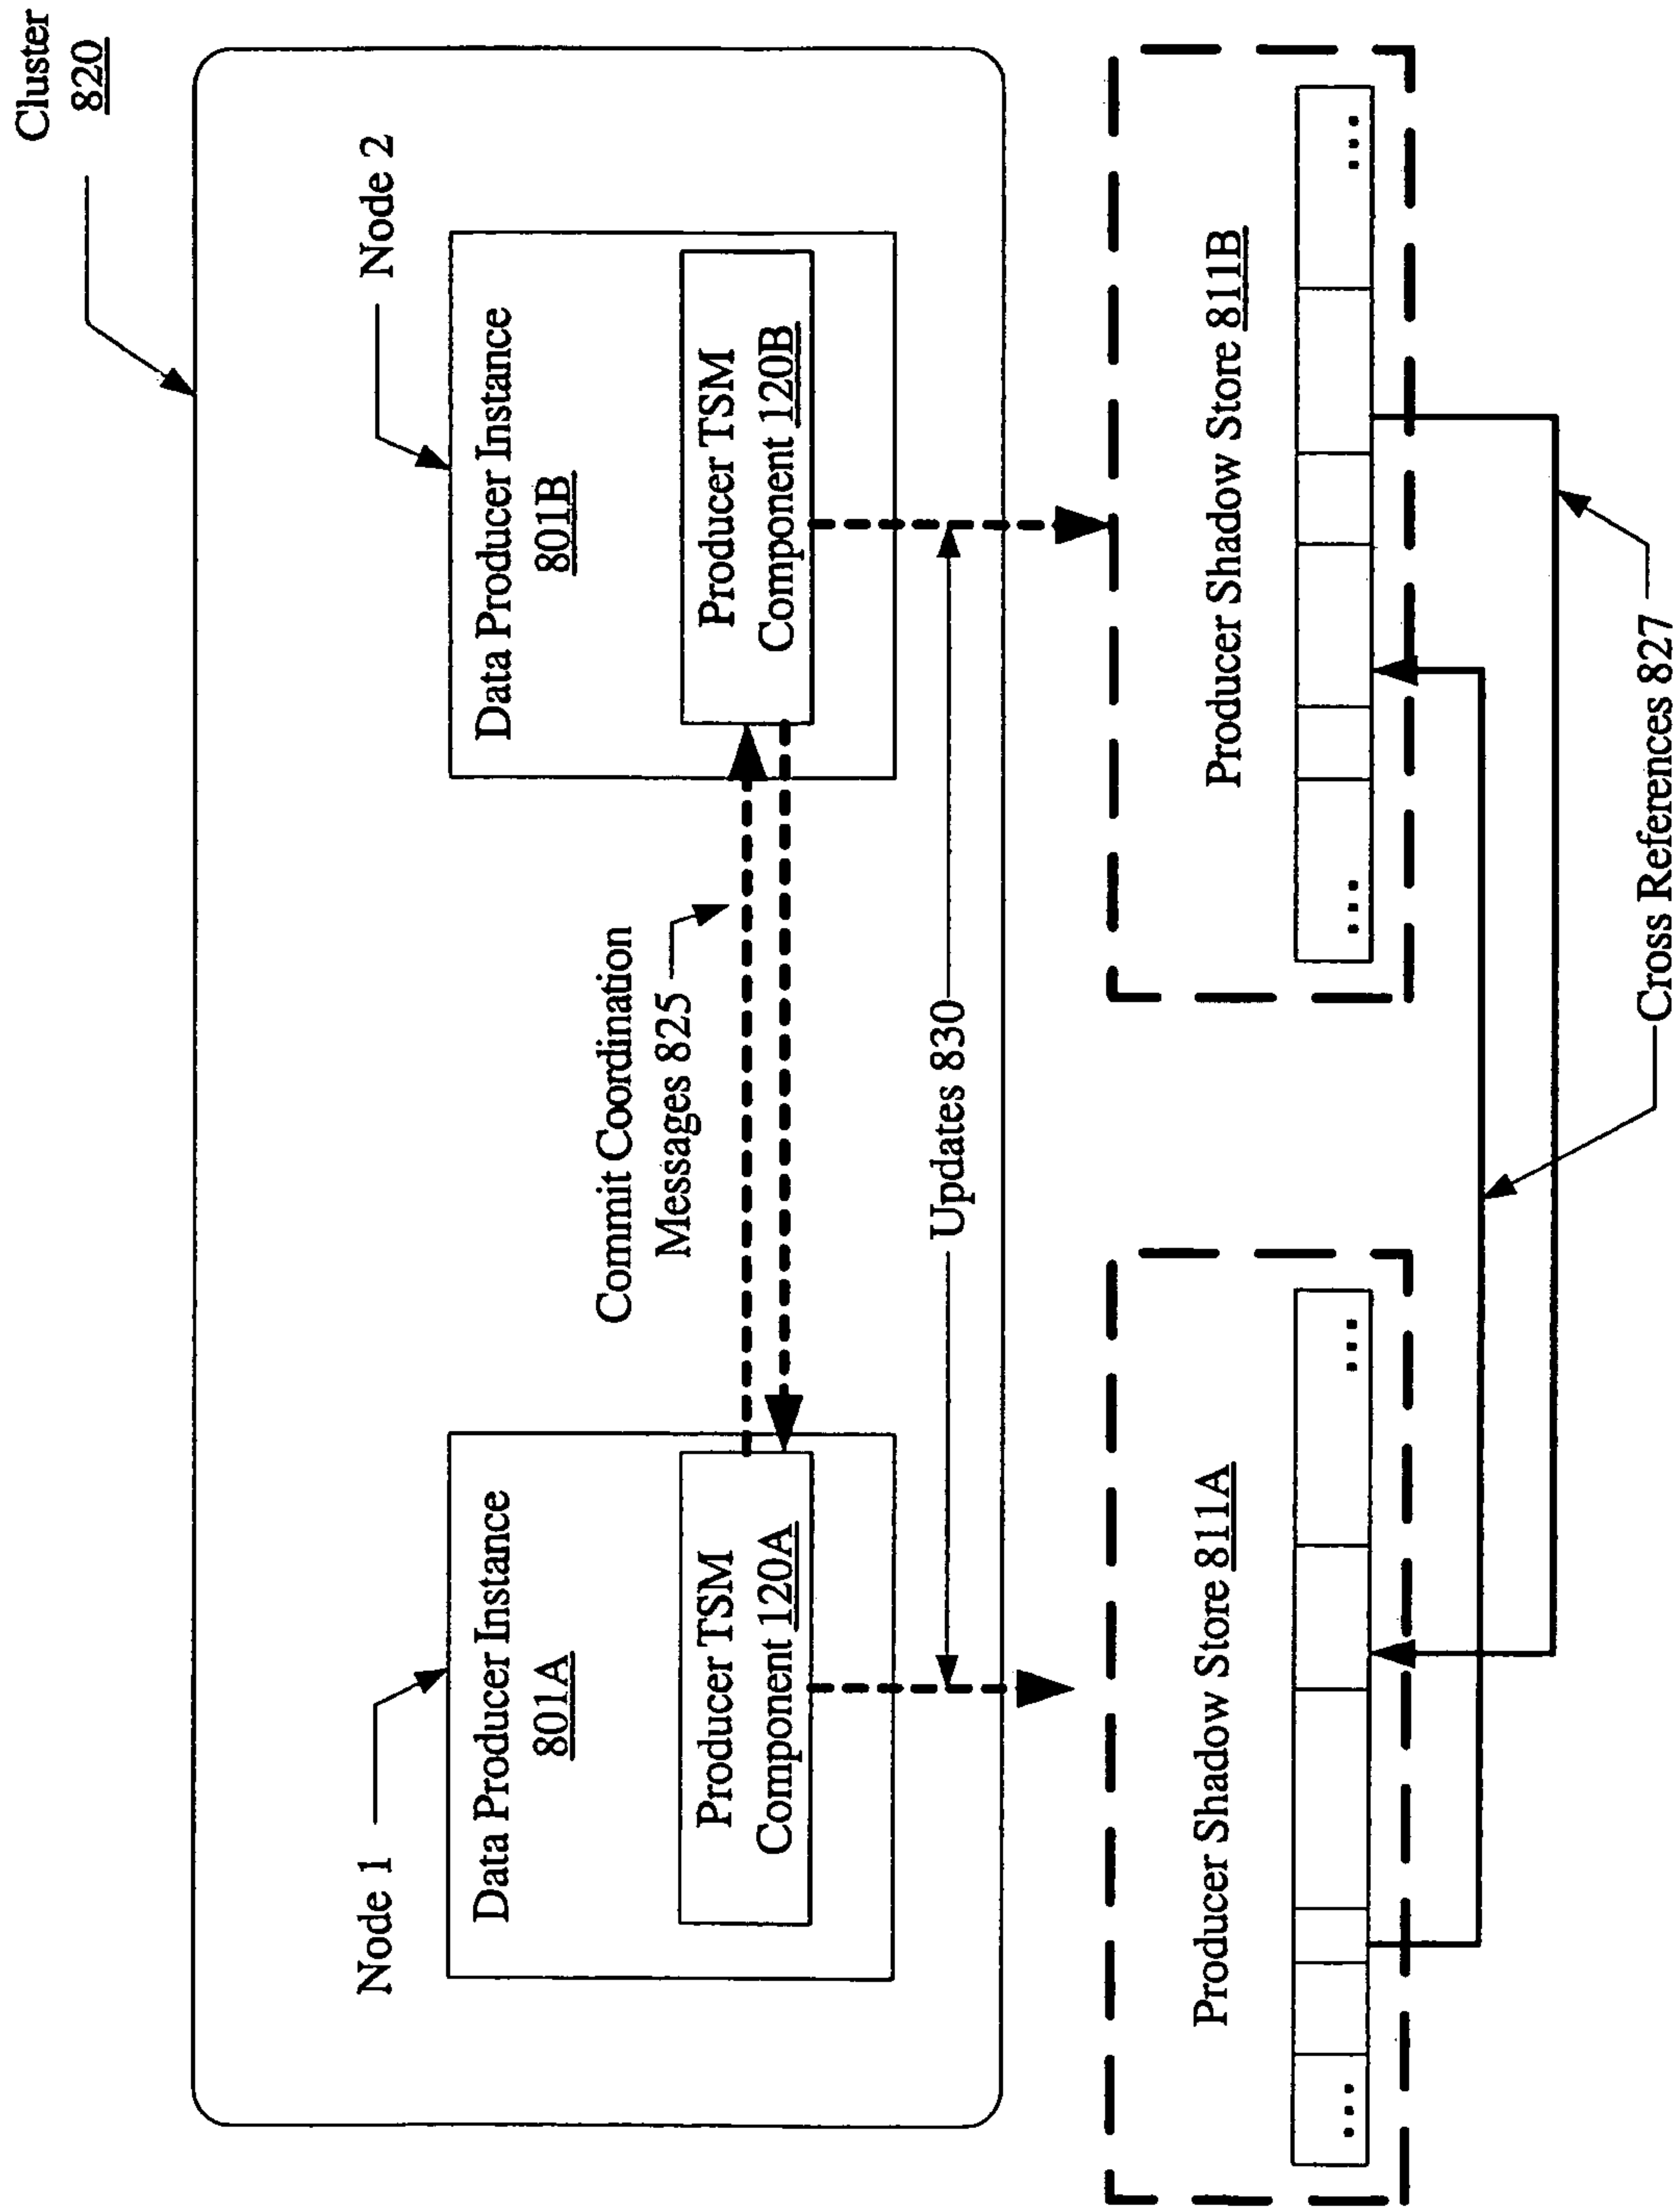 Cluster
820
Node 1
Node 2
Data Producer Instance
801A
Producer TSM
Component 120A
Commit Coordination
Messages 825
Data Producer Instance
801B
Producer TSM
Component 120B
Updates 830
Producer Shadow Store 811A
...
...
Producer Shadow Store 811B
...
...
Cross References 827